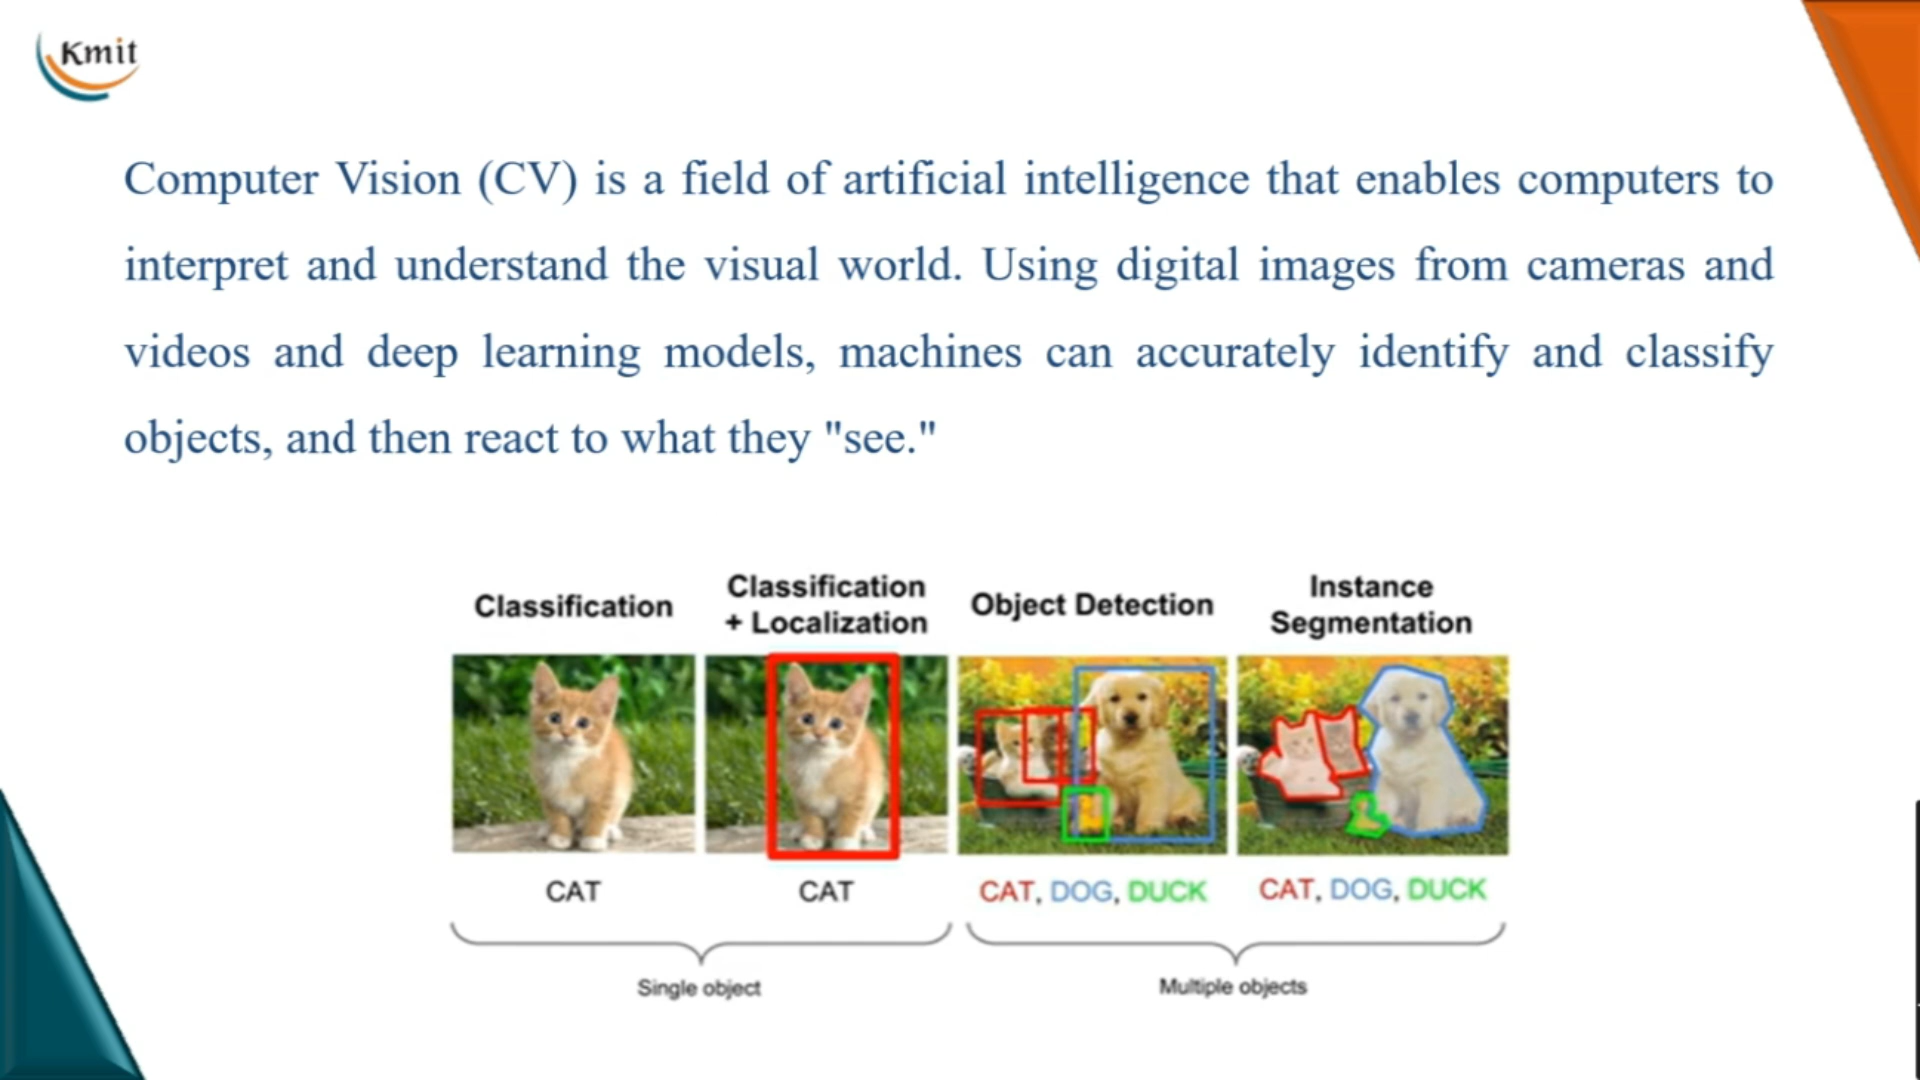 Kmit
Computer Vision (CV) is a field of artificial intelligence that enables computers to
interpret and understand the visual world. Using digital images from cameras and
videos and deep learning models, machines can accurately identify and classify
objects, and then react to what they "see."
Classification
Classification
+ Localization
Object Detection
Instance
Segmentation
CAT
CAT
CAT, DOG, DUCK
CAT, DOG, DUCK
Single object
Multiple objects